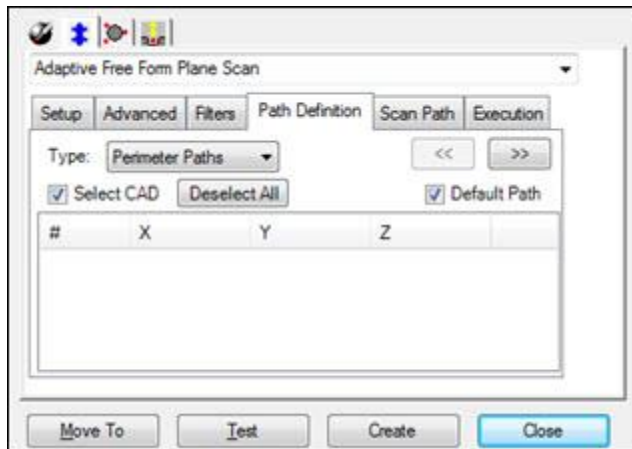 Adaptive Free Form Plane Scan
Setup Advanced Filters Path Definition Scan Path Execution
Type: Perimeter Paths << >>
Select CAD Deselect All Default Path
# X Y Z
Move To Test Create Close